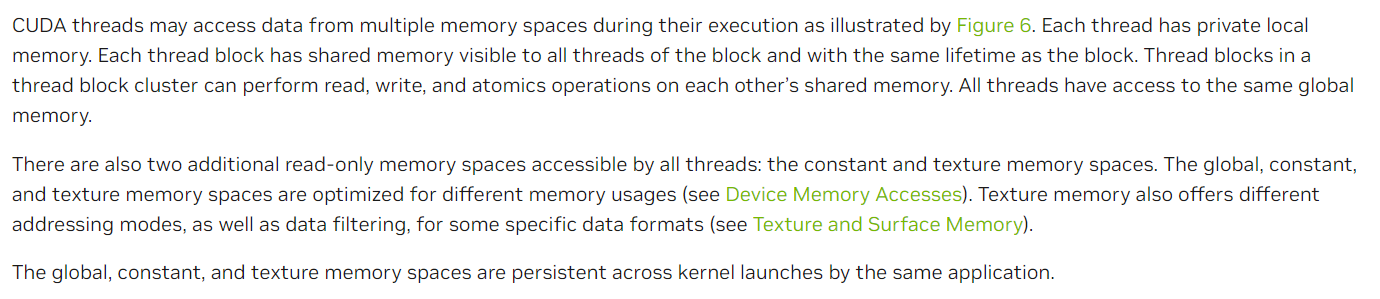 CUDA threads may access data from multiple memory spaces during their execution as illustrated by Figure 6. Each thread has private local
memory. Each thread block has shared memory visible to all threads of the block and with the same lifetime as the block. Thread blocks in a
thread block cluster can perform read, write, and atomics operations on each other’s shared memory. All threads have access to the same global
memory.
There are also two additional read-only memory spaces accessible by all threads: the constant and texture memory spaces. The global, constant,
and texture memory spaces are optimized for different memory usages (see Device Memory Accesses). Texture memory also offers different
addressing modes, as well as data filtering, for some specific data formats (see Texture and Surface Memory).
The global, constant, and texture memory spaces are persistent across kernel launches by the same application.